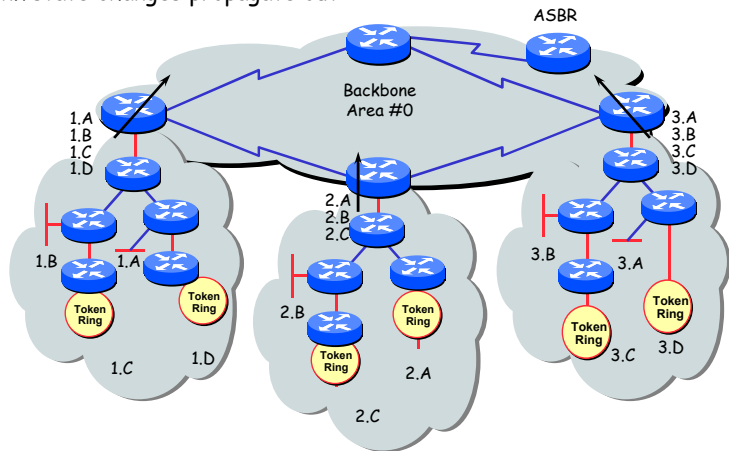 ASBR
Backbone
Area #0
1.A
1.B
1.C
1.D
3.A
3.B
3.C
3.D
2.A
2.B
2.C
1.B
1.A
Token
Ring
Token
Ring
1.C
1.D
2.B
Token
Ring
Token
Ring
2.A
2.C
3.B
3.A
Token
Ring
Token
Ring
3.C
3.D